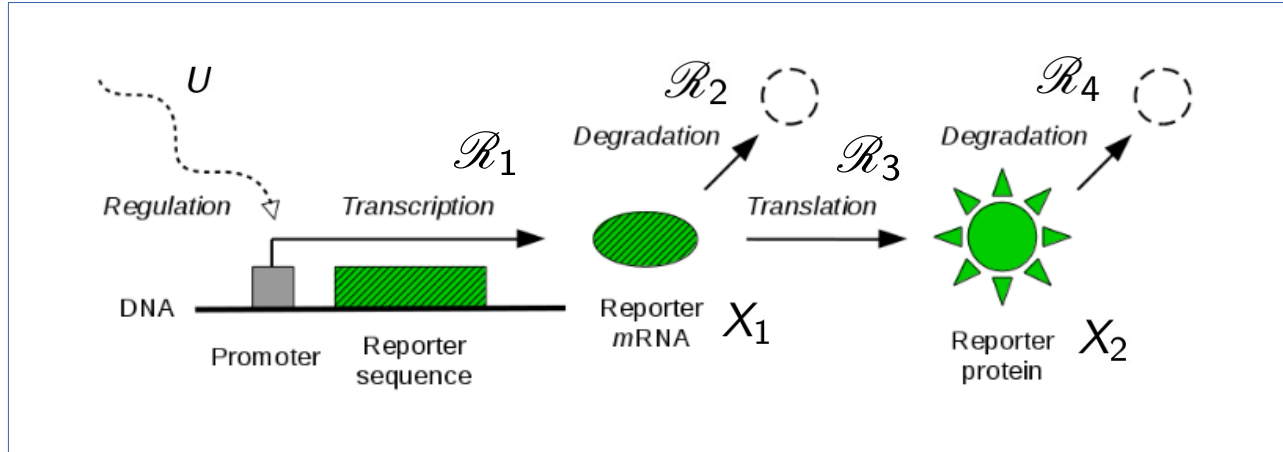 U
ℛ2
ℛ4
Degradation
Degradation
ℛ1
ℛ3
Regulation
Transcription
Translation
DNA
Reporter
mRNA
X1
Promoter
Reporter
sequence
Reporter
protein
X2